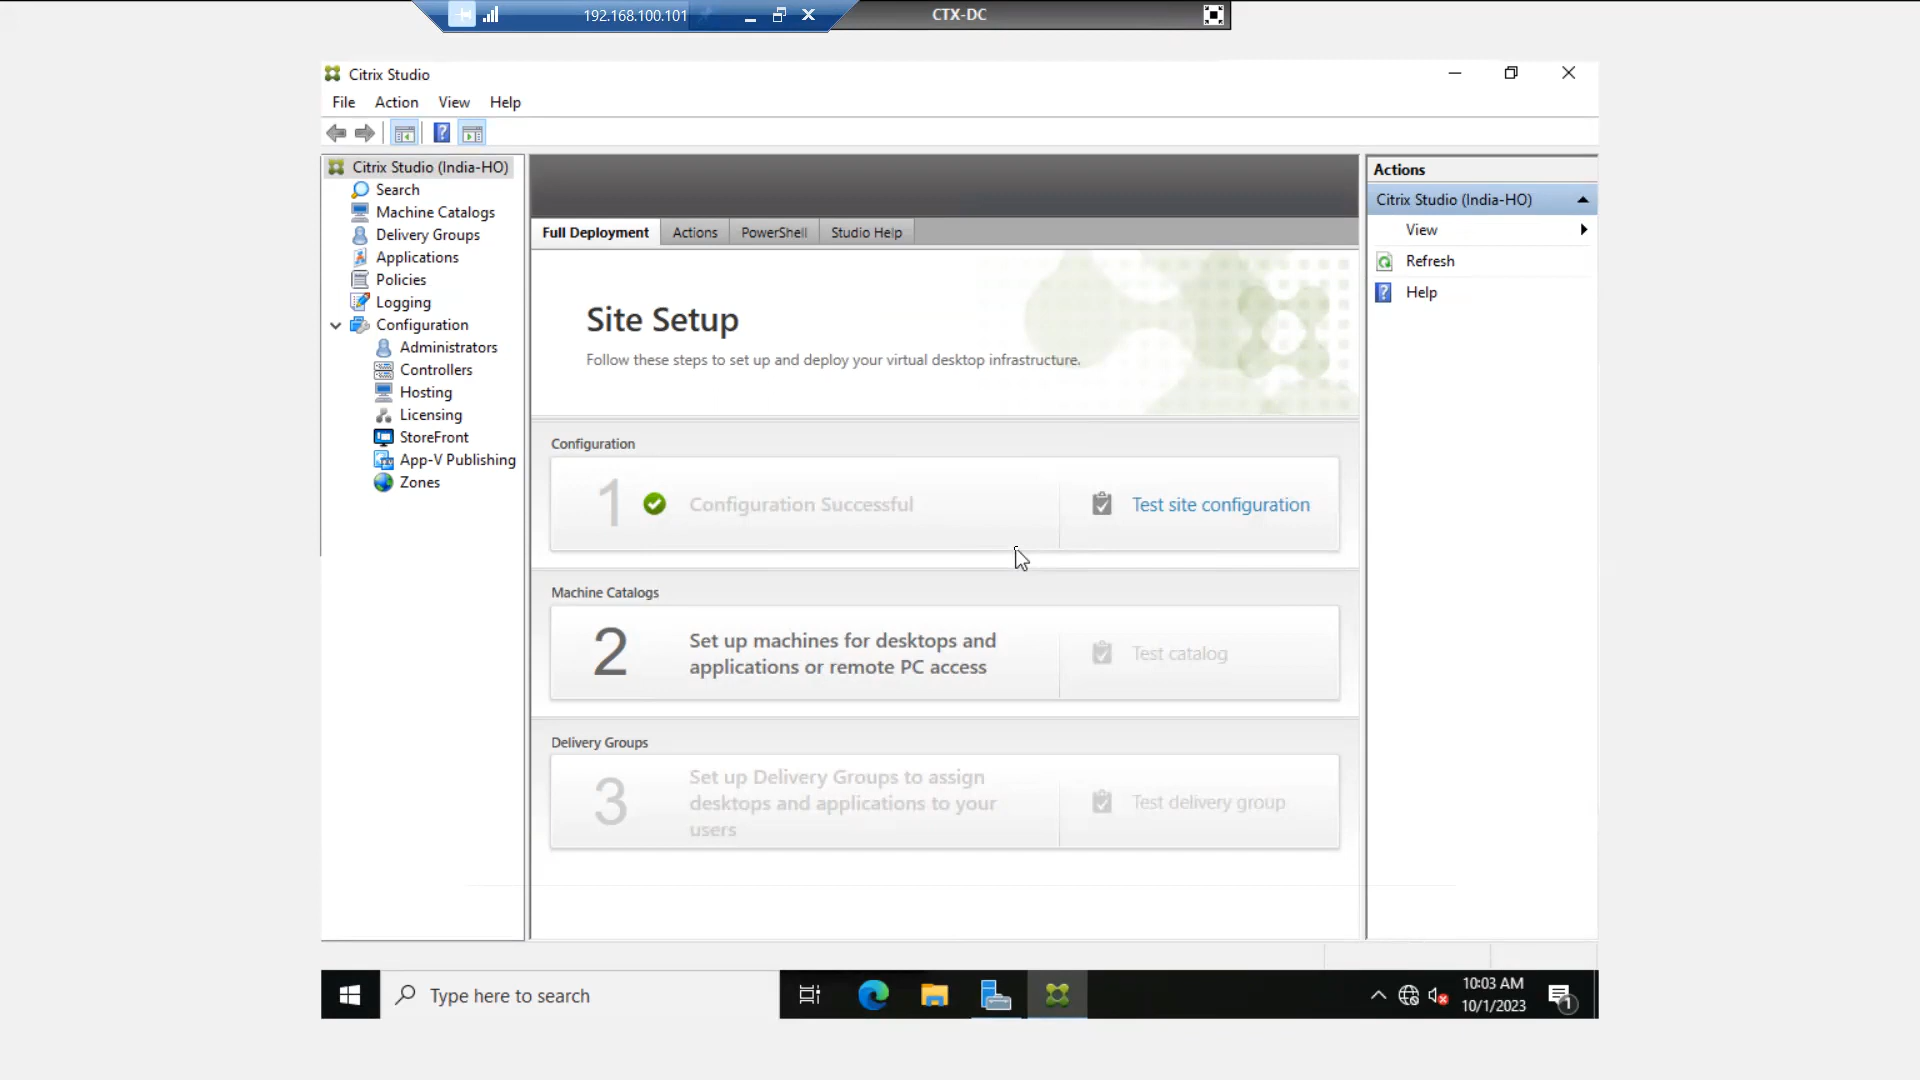 192.168.100.101
CTX-DC
Citrix Studio
File Action View Help
Citrix Studio (India-HO)
Search
Machine Catalogs
Delivery Groups
Applications
Policies
Logging
Configuration
Administrators
Controllers
Hosting
Licensing
StoreFront
App-V Publishing
Zones
Full Deployment Actions PowerShell Studio Help
Site Setup
Follow these steps to set up and deploy your virtual desktop infrastructure.
Configuration
1 Configuration Successful Test site configuration
Machine Catalogs
2 Set up machines for desktops and
applications or remote PC access
Test catalog
Delivery Groups
3 Set up Delivery Groups to assign
desktops and applications to your
users
Test delivery group
Actions
Citrix Studio (India-HO)
View
Refresh
Help
Type here to search
10:03 AM
10/1/2023
1